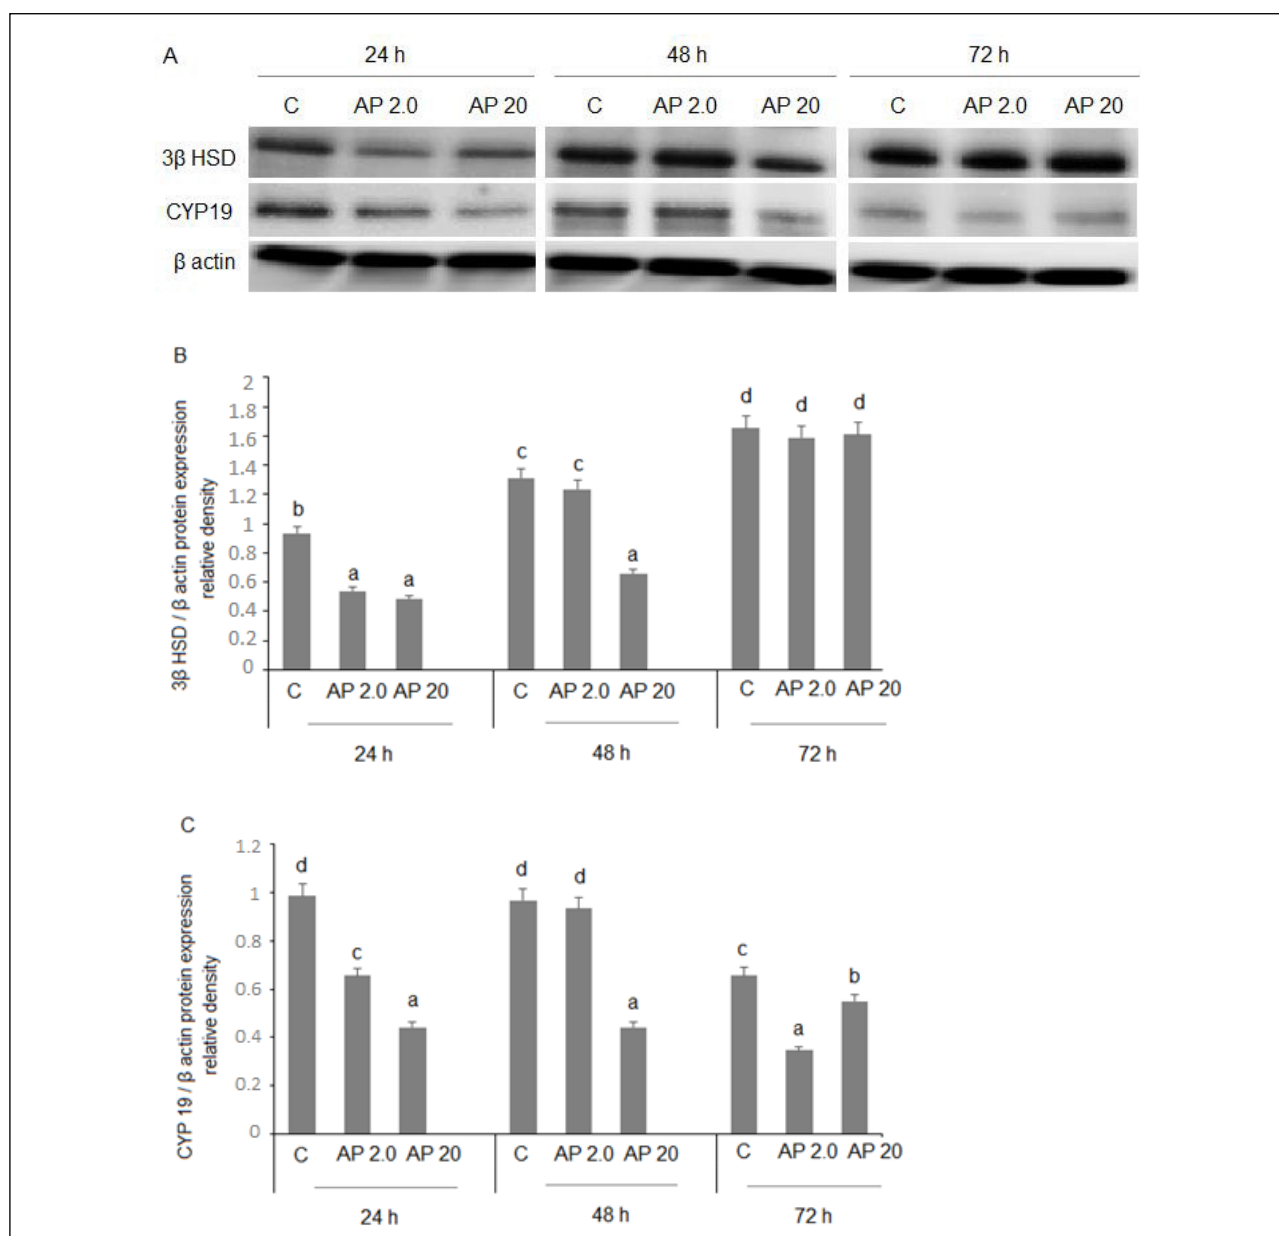 A
24 h 48 h 72 h
C AP 2.0 AP 20 C AP 2.0 AP 20 C AP 2.0 AP 20
3β HSD
CYP19
β actin
B
3β HSD / β actin protein expression
relative density
2
1.8
1.6
1.4
1.2
1
0.8
0.6
0.4
0.2
0
b a a c c a d d d
C AP 2.0 AP 20 C AP 2.0 AP 20 C AP 2.0 AP 20
24 h 48 h 72 h
C
CYP 19 / β actin protein expression
relative density
1.2
1
0.8
0.6
0.4
0.2
0
d c a d d a c a b
C AP 2.0 AP 20 C AP 2.0 AP 20 C AP 2.0 AP 20
24 h 48 h 72 h